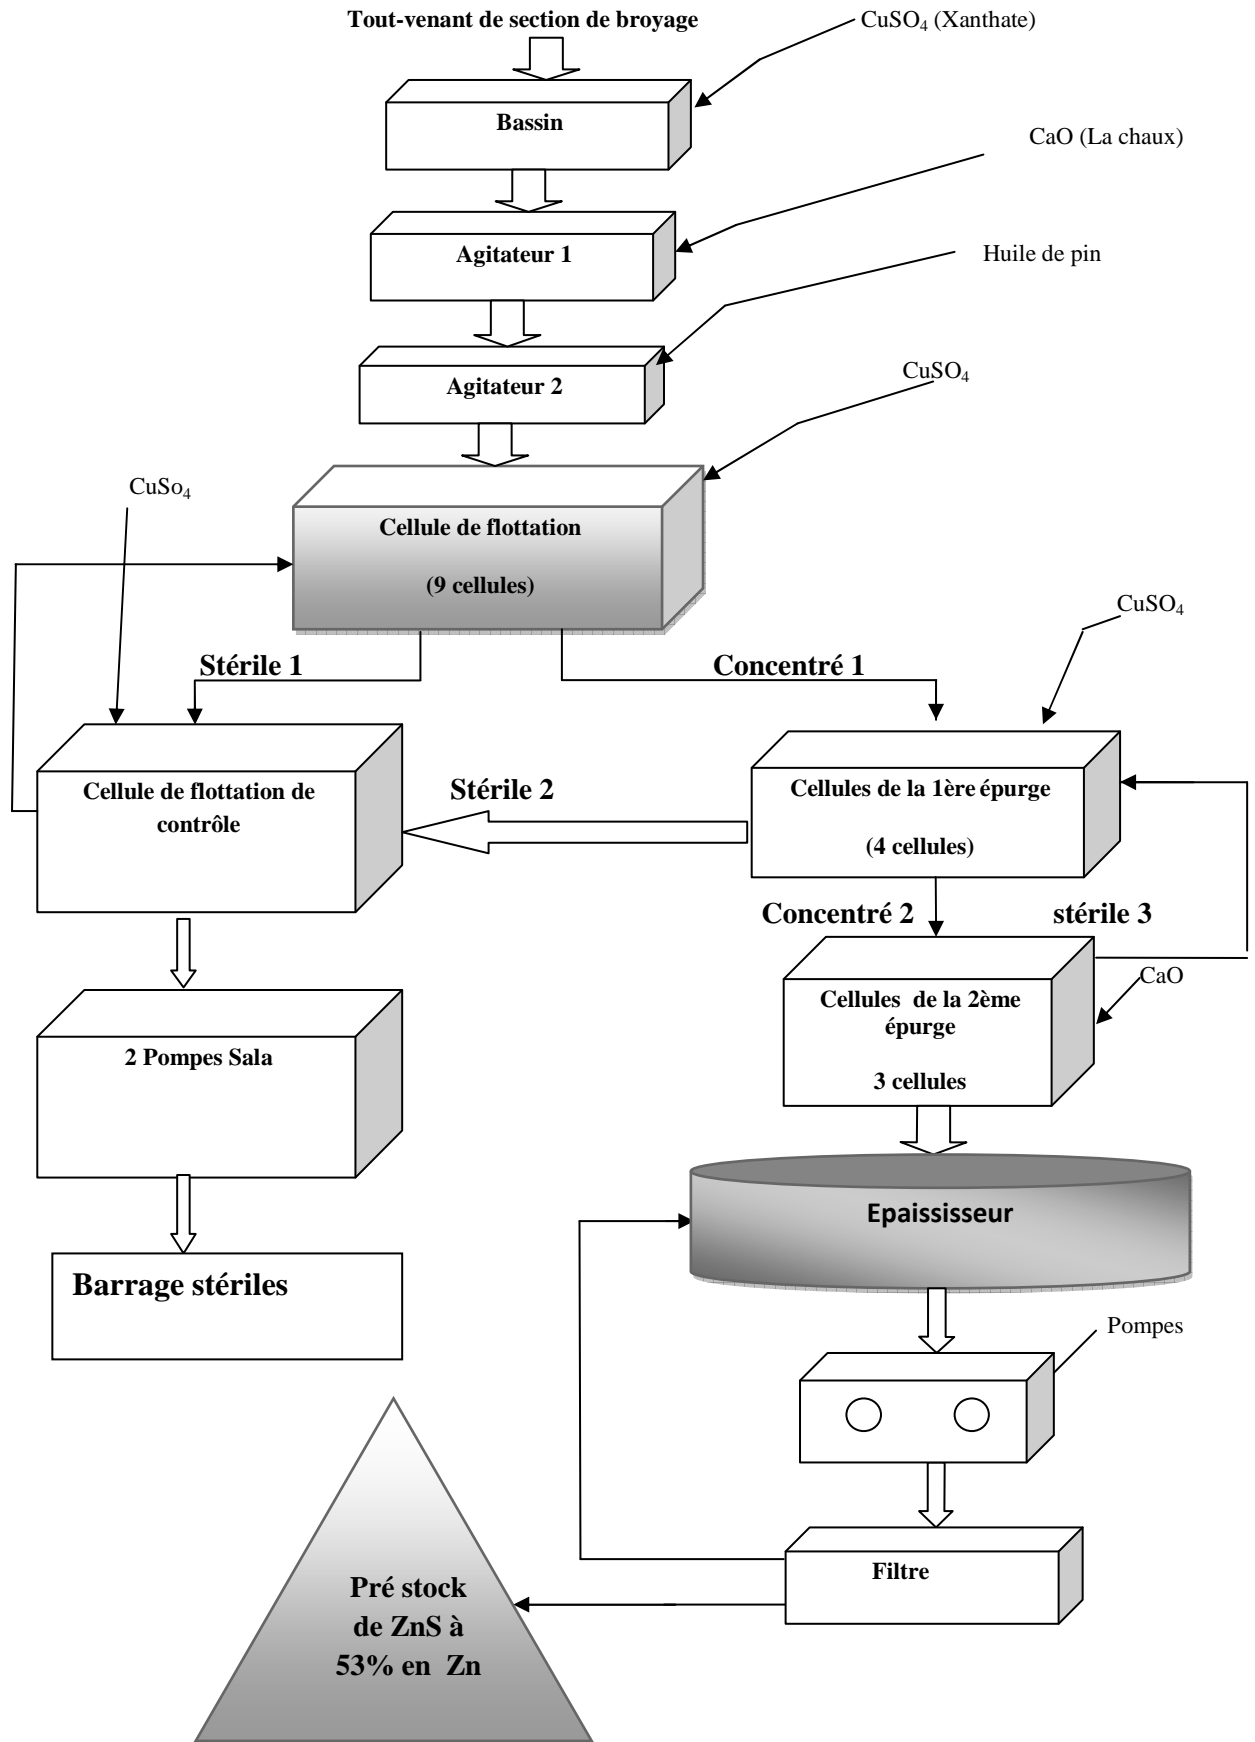 Tout-venant de section de broyage
CuSO₄ (Xanthate)
Bassin
CaO (La chaux)
Agitateur 1
Huile de pin
Agitateur 2
CuSO₄
CuSo₄
Cellule de flottation
(9 cellules)
CuSO₄
Stérile 1
Concentré 1
Cellule de flottation de
contrôle
Stérile 2
Cellules de la 1ère épurge
(4 cellules)
Concentré 2
stérile 3
CaO
Cellules de la 2ème
épurge
3 cellules
2 Pompes Sala
Epaississeur
Barrage stériles
Pompes
Filtre
Pré stock
de ZnS à
53% en Zn